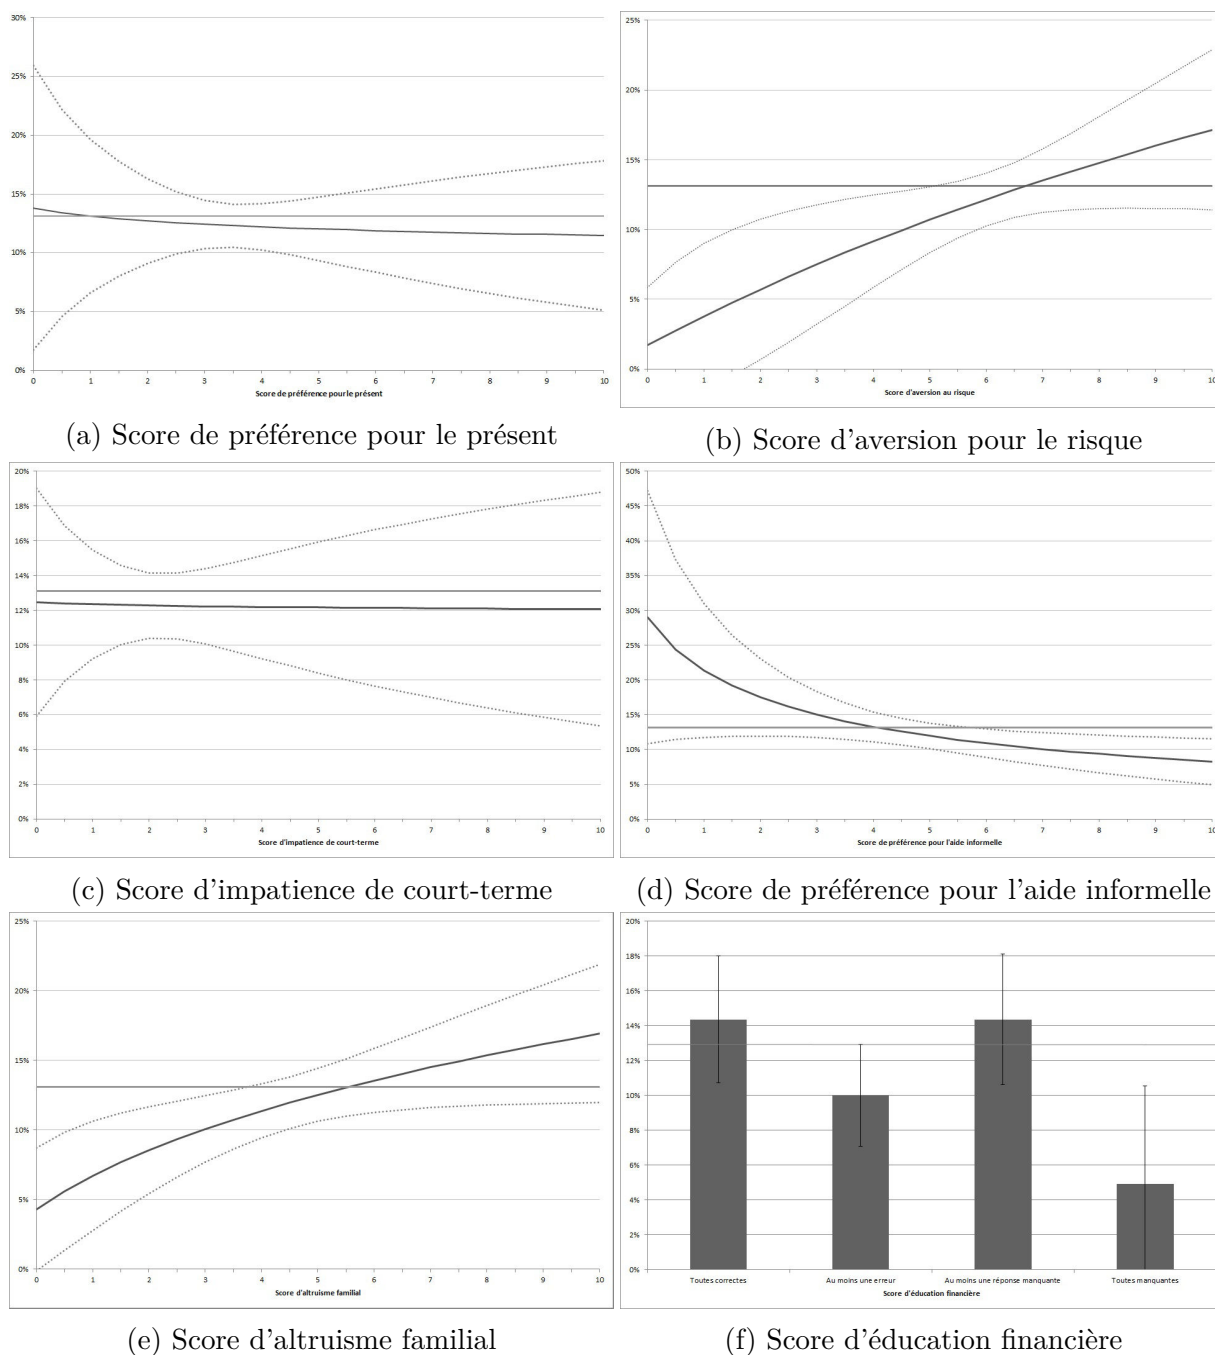 30%
25%
20%
15%
10%
5%
0%
0 1 2 3 4 5 6 7 8 9 10
Score de préférence pour le présent
(a) Score de préférence pour le présent
25%
20%
15%
10%
5%
0%
0 1 2 3 4 5 6 7 8 9 10
Score d'aversion au risque
(b) Score d'aversion pour le risque
20%
18%
16%
14%
12%
10%
8%
6%
4%
2%
0%
0 1 2 3 4 5 6 7 8 9 10
Score d'impatience de court-terme
(c) Score d'impatience de court-terme
50%
45%
40%
35%
30%
25%
20%
15%
10%
5%
0%
0 1 2 3 4 5 6 7 8 9 10
Score de préférence pour l'aide informelle
(d) Score de préférence pour l'aide informelle
25%
20%
15%
10%
5%
0%
0 1 2 3 4 5 6 7 8 9 10
Score d'altruisme familial
(e) Score d'altruisme familial
20%
18%
16%
14%
12%
10%
8%
6%
4%
2%
0%
Toutes correctes Au moins une erreur Au moins une réponse manquante Toutes manquantes
Score d'éducation financière
(f) Score d'éducation financière